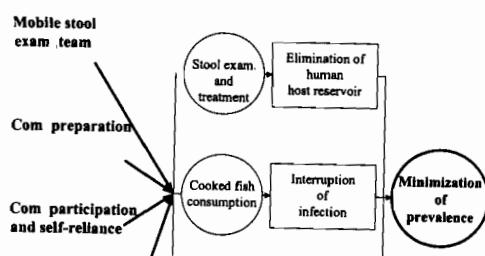 Mobile stool
exam. team
Stool exam.
and
treatment
Elimination of
human
host reservoir
Com preparation
Cooked fish
consumption
Interruption
of
infection
Minimization
of
prevalence
Com participation
and self-reliance